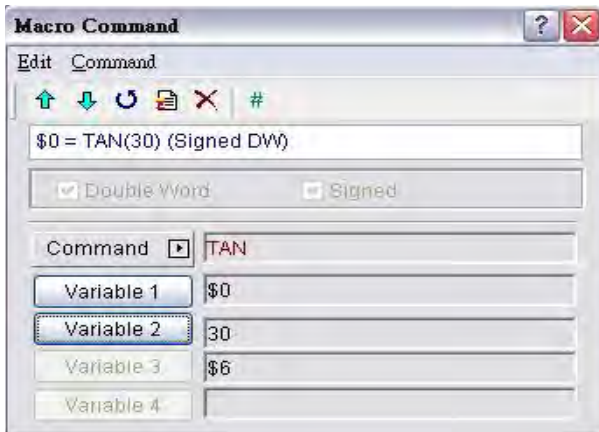 Macro Command
Edit Command
#
$0 = TAN(30) (Signed DW)
Double Word Signed
Command TAN
Variable 1 $0
Variable 2 30
Variable 3 $6
Variable 4